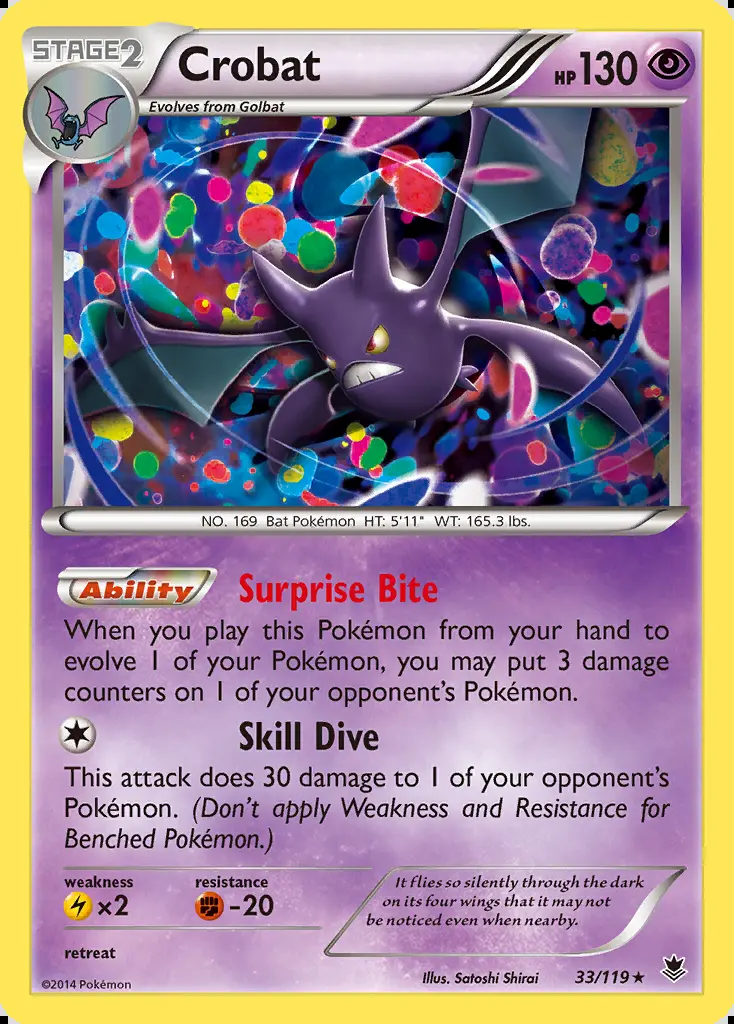 STAGE2
Crobat
HP 130
Evolves from Golbat
NO. 169 Bat Pokémon HT: 5'11" WT: 165.3 lbs.
Ability Surprise Bite
When you play this Pokémon from your hand to
evolve 1 of your Pokémon, you may put 3 damage
counters on 1 of your opponent's Pokémon.
Skill Dive
This attack does 30 damage to 1 of your opponent's
Pokémon. (Don't apply Weakness and Resistance for
Benched Pokémon.)
weakness resistance
×2 -20
It flies so silently through the dark
on its four wings that it may not
be noticed even when nearby.
retreat
©2014 Pokémon Illus. Satoshi Shirai 33/119 ★